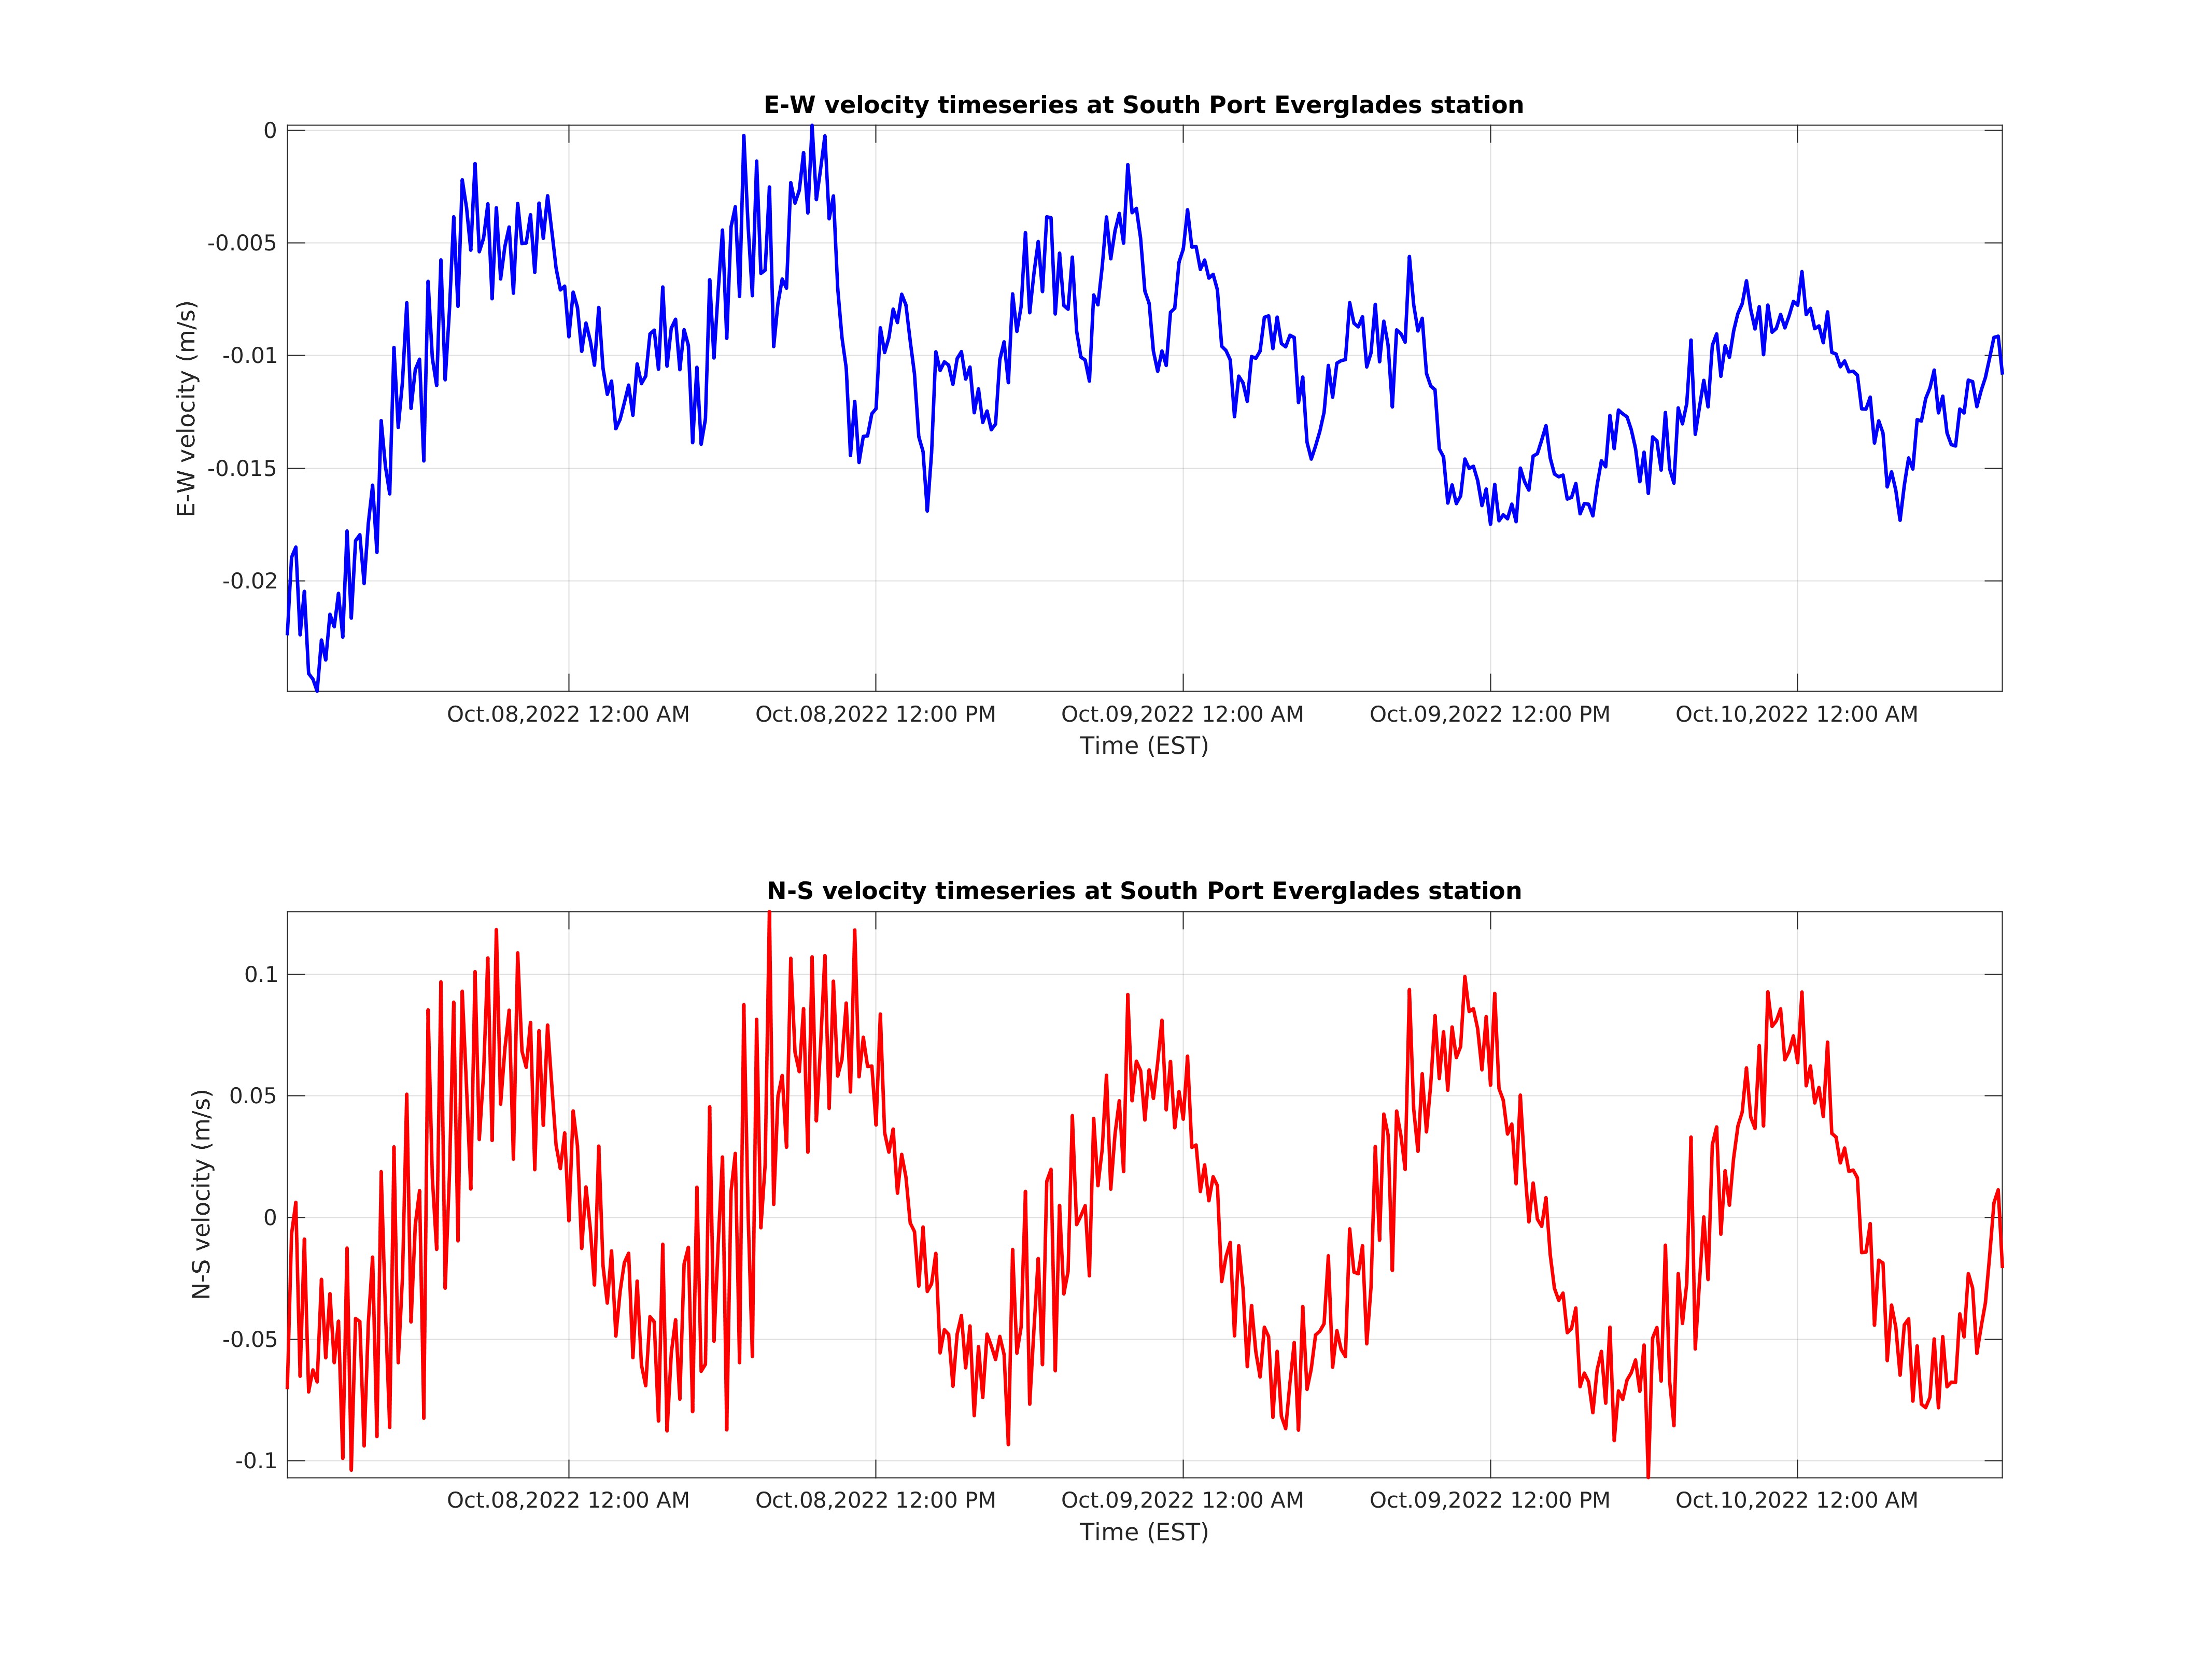 E-W velocity timeseries at South Port Everglades station
0
-0.005
-0.01
-0.015
-0.02
E-W velocity (m/s)
Oct.08,2022 12:00 AM Oct.08,2022 12:00 PM Oct.09,2022 12:00 AM Oct.09,2022 12:00 PM Oct.10,2022 12:00 AM
Time (EST)
N-S velocity timeseries at South Port Everglades station
0.1
0.05
0
-0.05
-0.1
N-S velocity (m/s)
Oct.08,2022 12:00 AM Oct.08,2022 12:00 PM Oct.09,2022 12:00 AM Oct.09,2022 12:00 PM Oct.10,2022 12:00 AM
Time (EST)